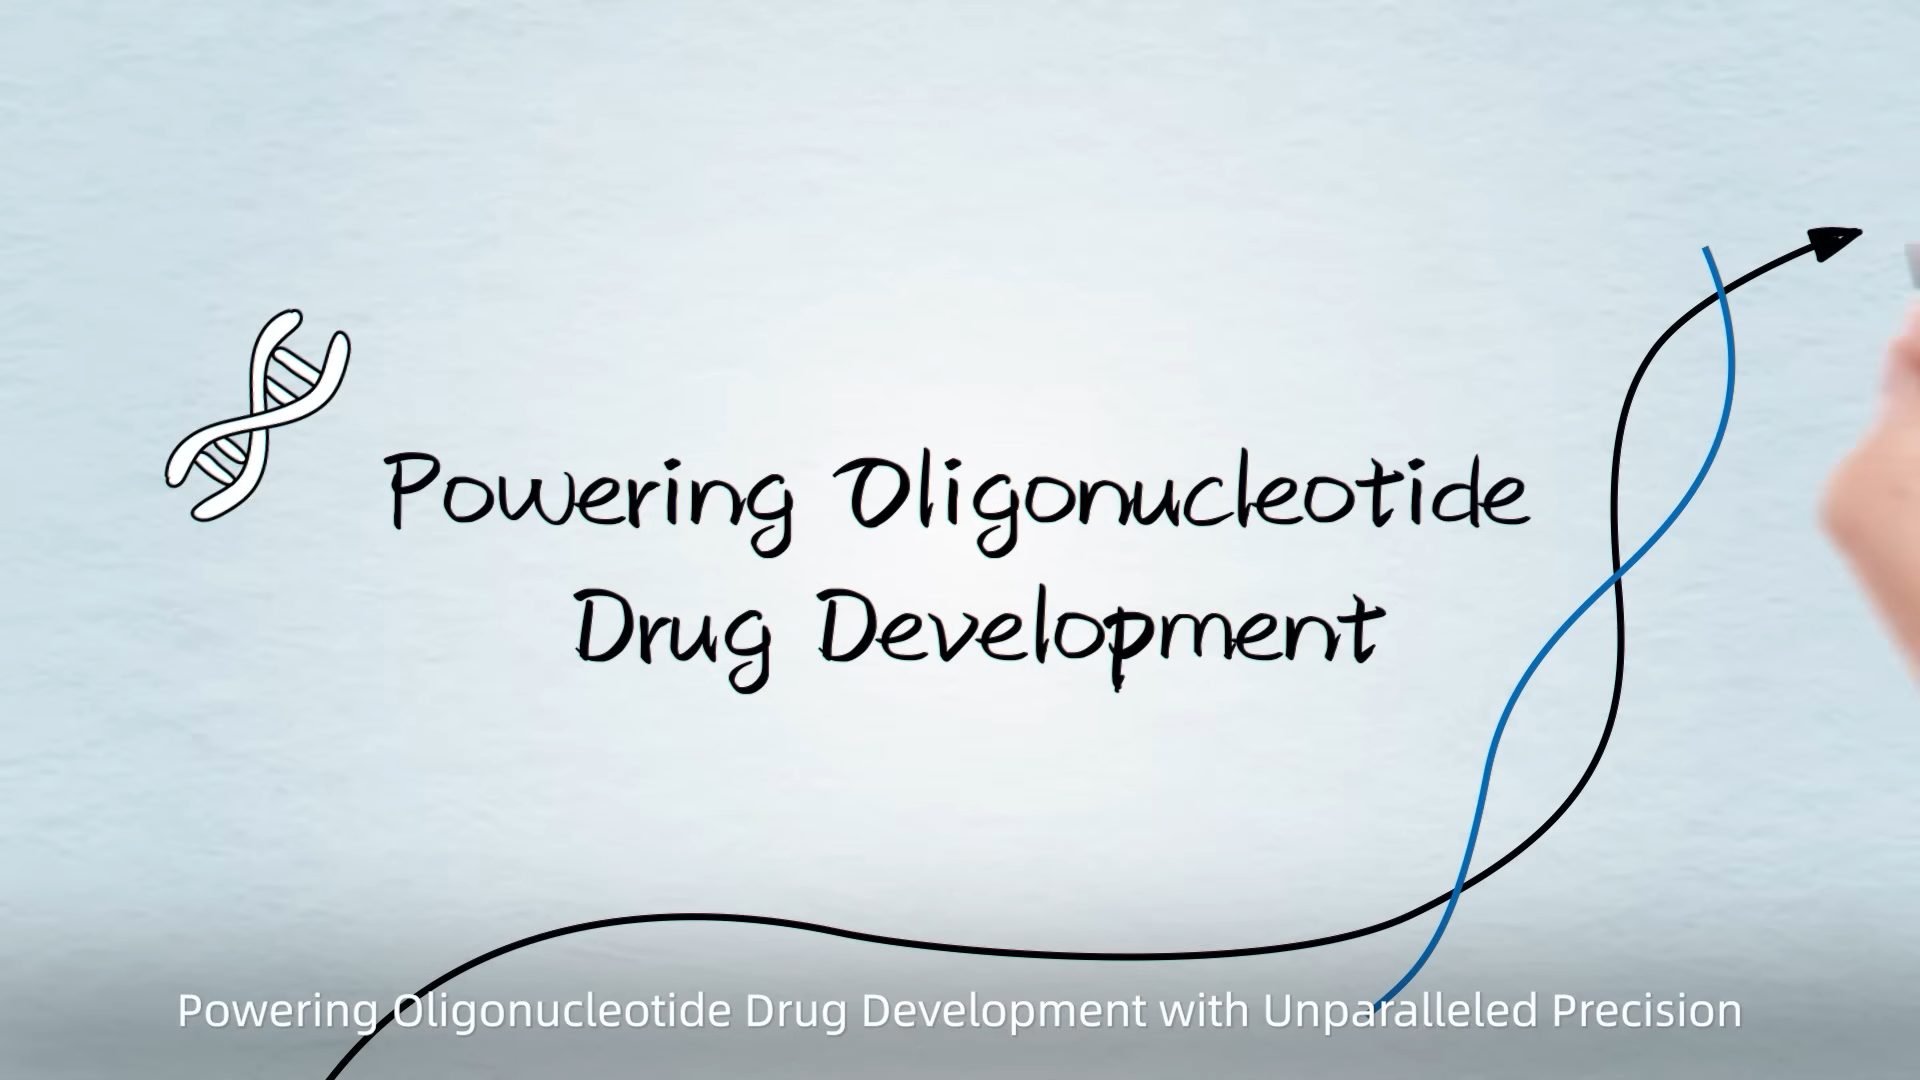 Powering Oligonucleotide
Drug Development
Powering Oligonucleotide Drug Development with Unparalleled Precision